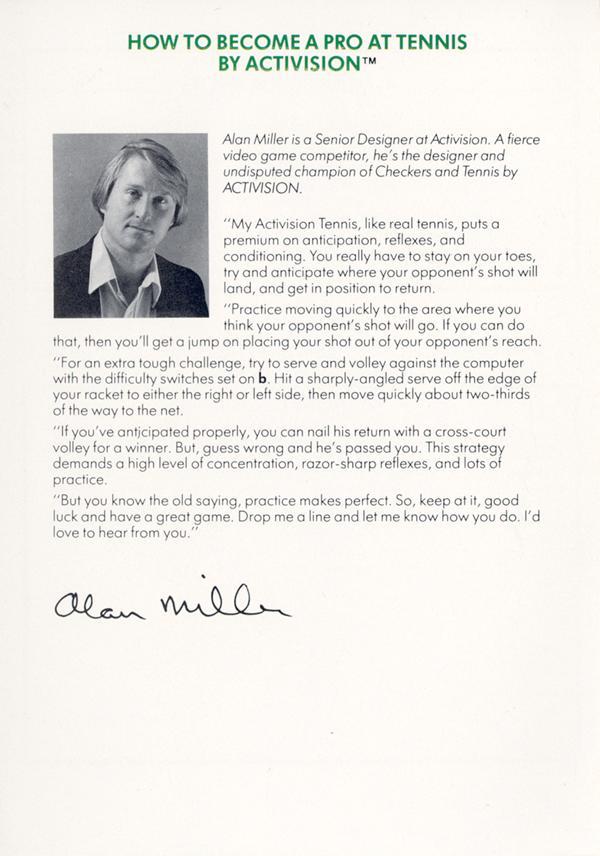 HOW TO BECOME A PRO AT TENNIS
BY ACTIVISION™
Alan Miller is a Senior Designer at Activision. A fierce
video game competitor, he's the designer and
undisputed champion of Checkers and Tennis by
ACTIVISION.
"My Activision Tennis, like real tennis, puts a
premium on anticipation, reflexes, and
conditioning. You really have to stay on your toes,
try and anticipate where your opponent's shot will
land, and get in position to return.
"Practice moving quickly to the area where you
think your opponent's shot will go. If you can do
that, then you'll get a jump on placing your shot out of your opponent's reach.
"For an extra tough challenge, try to serve and volley against the computer
with the difficulty switches set on b. Hit a sharply-angled serve off the edge of
your racket to either the right or left side, then move quickly about two-thirds
of the way to the net.
"If you've anticipated properly, you can nail his return with a cross-court
volley for a winner. But, guess wrong and he's passed you. This strategy
demands a high level of concentration, razor-sharp reflexes, and lots of
practice.
"But you know the old saying, practice makes perfect. So, keep at it, good
luck and have a great game. Drop me a line and let me know how you do. I'd
love to hear from you."
Alan Miller